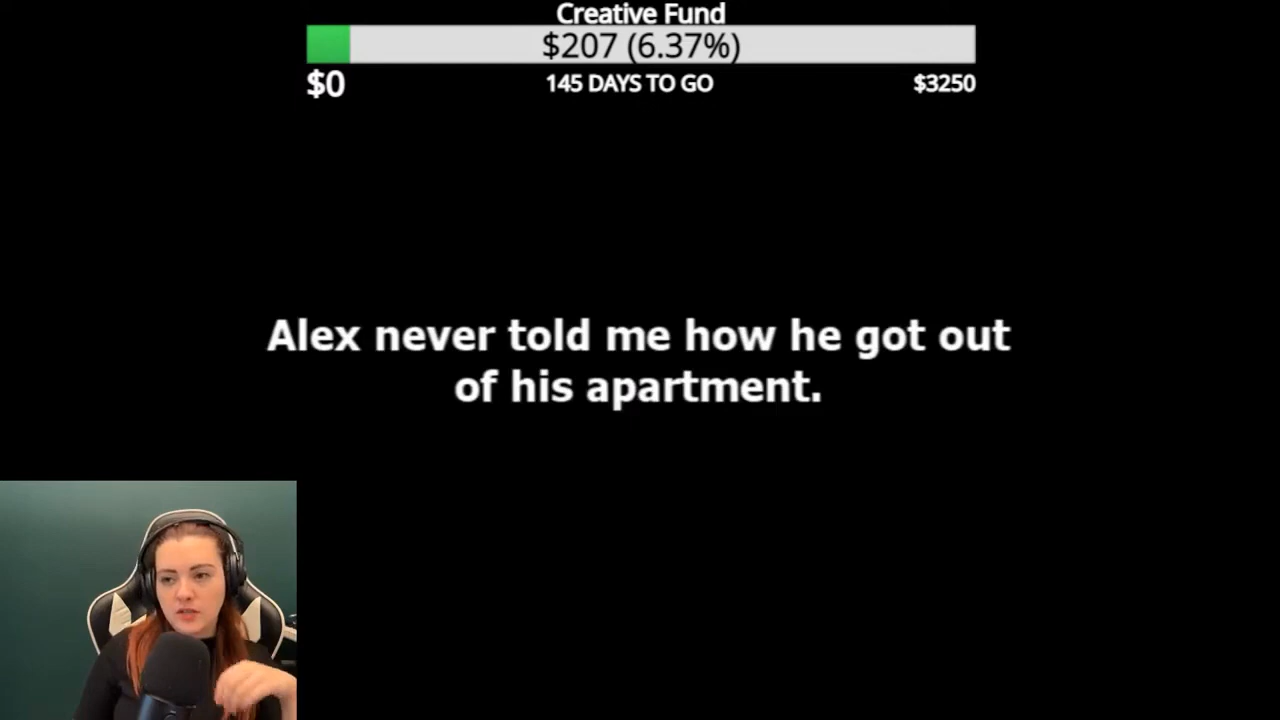 Creative Fund
$207 (6.37%)
$0 145 DAYS TO GO $3250
Alex never told me how he got out
of his apartment.